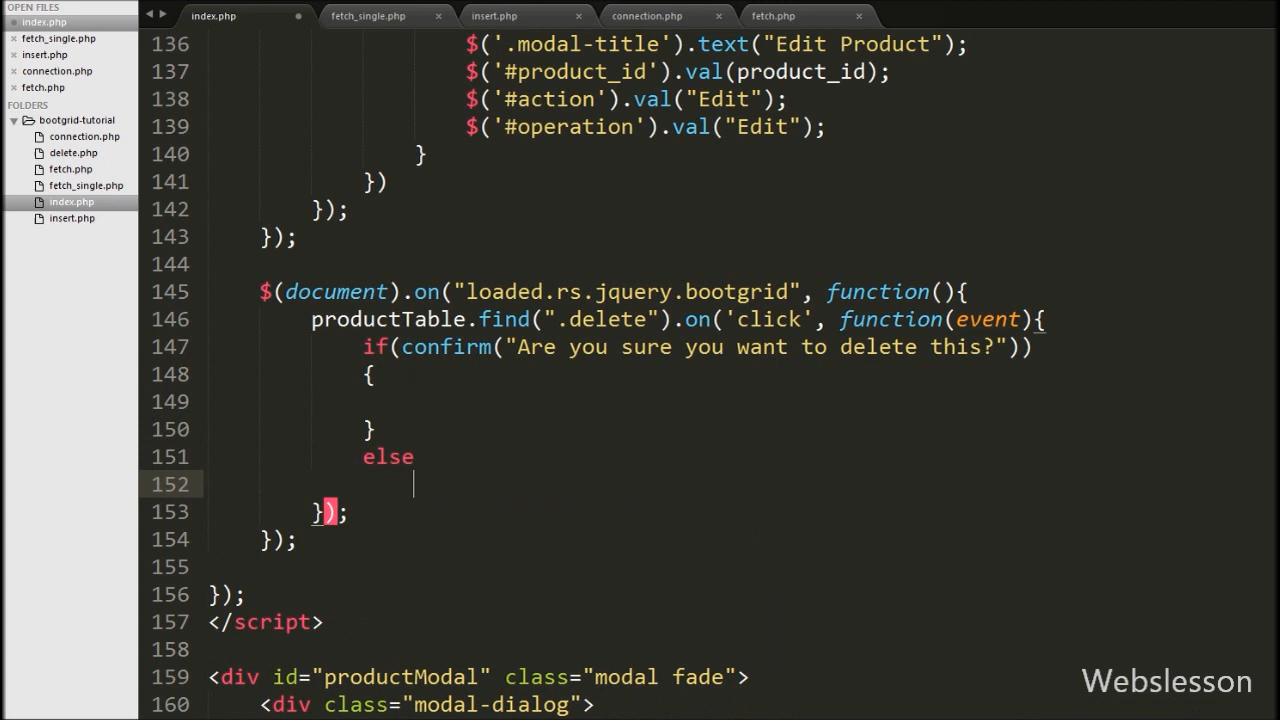 OPEN FILES
index.php
fetch_single.php
insert.php
connection.php
fetch.php
FOLDERS
bootgrid-tutorial
connection.php
delete.php
fetch.php
fetch_single.php
index.php
insert.php
index.php fetch_single.php insert.php connection.php fetch.php
136 $('.modal-title').text("Edit Product");
137 $('#product_id').val(product_id);
138 $('#action').val("Edit");
139 $('#operation').val("Edit");
140 }
141 })
142 });
143 });
144
145 $(document).on("loaded.rs.jquery.bootgrid", function(){
146 productTable.find(".delete").on('click', function(event){
147 if(confirm("Are you sure you want to delete this?"))
148 {
149
150 }
151 else
152
153 });
154 });
155
156 });
157 </script>
158
159 <div id="productModal" class="modal fade">
160 <div class="modal-dialog">
Webslesson